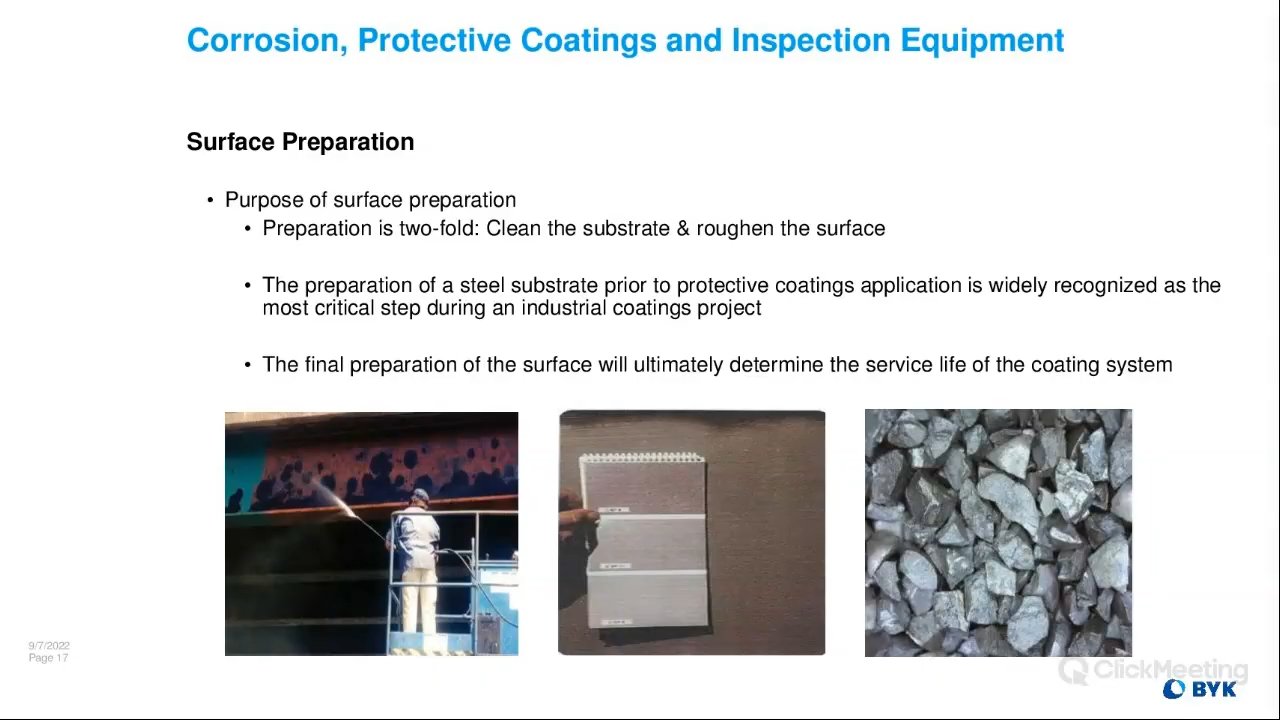 Corrosion, Protective Coatings and Inspection Equipment
Surface Preparation
• Purpose of surface preparation
• Preparation is two-fold: Clean the substrate & roughen the surface
• The preparation of a steel substrate prior to protective coatings application is widely recognized as the
most critical step during an industrial coatings project
• The final preparation of the surface will ultimately determine the service life of the coating system
9/7/2022
Page 17
ClickMeeting
BYK